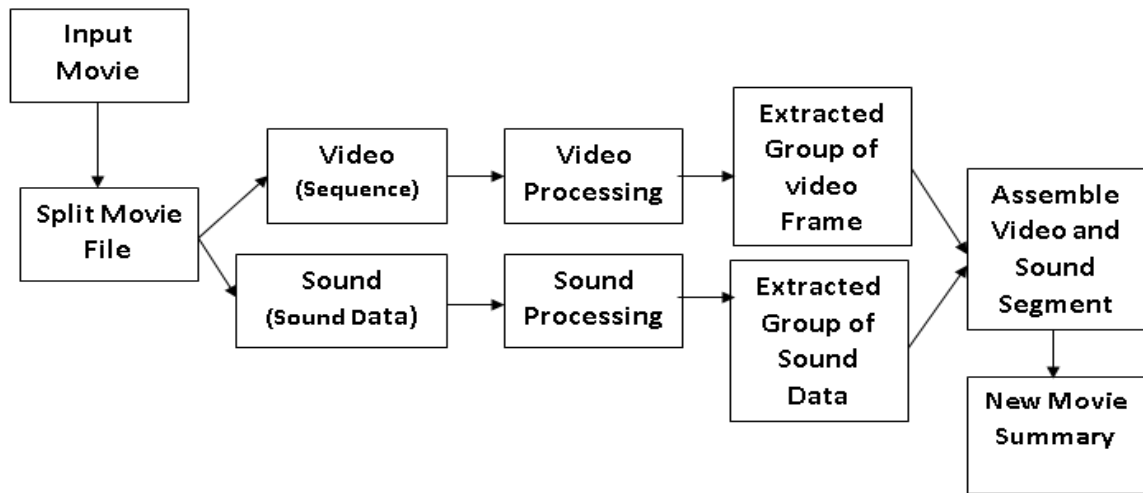 Input
Movie
Split Movie
File
Video
(Sequence)
Sound
(Sound Data)
Video
Processing
Sound
Processing
Extracted
Group of
video
Frame
Extracted
Group of
Sound
Data
Assemble
Video and
Sound
Segment
New Movie
Summary